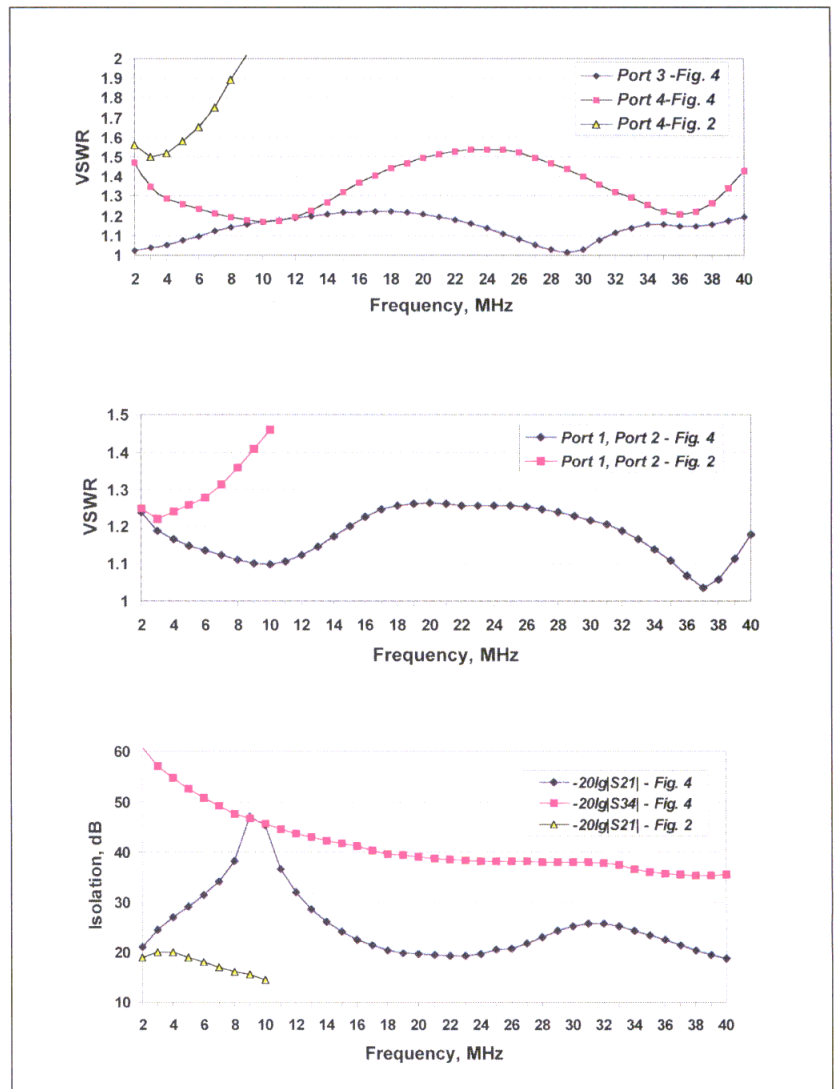 2
1.9
1.8
1.7
1.6
1.5
1.4
1.3
1.2
1.1
1
VSWR
Port 3 -Fig. 4
Port 4-Fig. 4
Port 4-Fig. 2
2 4 6 8 10 12 14 16 18 20 22 24 26 28 30 32 34 36 38 40
Frequency, MHz
1.5
1.4
1.3
1.2
1.1
1
VSWR
Port 1, Port 2 - Fig. 4
Port 1, Port 2 - Fig. 2
2 4 6 8 10 12 14 16 18 20 22 24 26 28 30 32 34 36 38 40
Frequency, MHz
60
50
40
30
20
10
Isolation, dB
-20lg|S21| - Fig. 4
-20lg|S34| - Fig. 4
-20lg|S21| - Fig. 2
2 4 6 8 10 12 14 16 18 20 22 24 26 28 30 32 34 36 38 40
Frequency, MHz